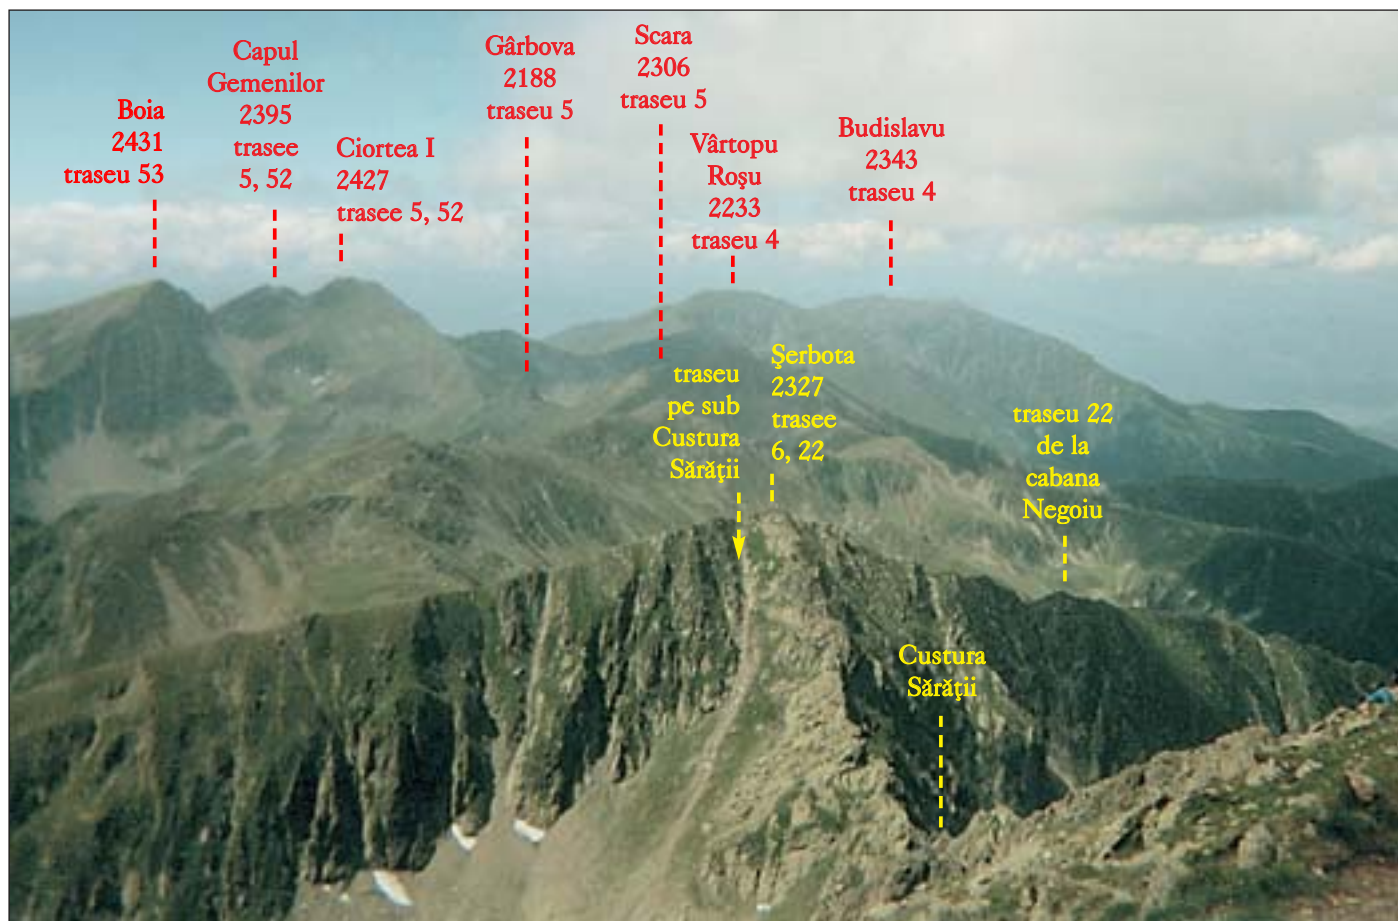 Boia
2431
traseu 53
Capul
Gemenilor
2395
trasee
5, 52
Ciortea I
2427
trasee 5, 52
Gârbova
2188
traseu 5
Scara
2306
traseu 5
Vârtopu
Roşu
2233
traseu 4
Budislavu
2343
traseu 4
traseu
pe sub
Custura
Sărăţii
Şerbota
2327
trasee
6, 22
traseu 22
de la
cabana
Negoiu
Custura
Sărăţii